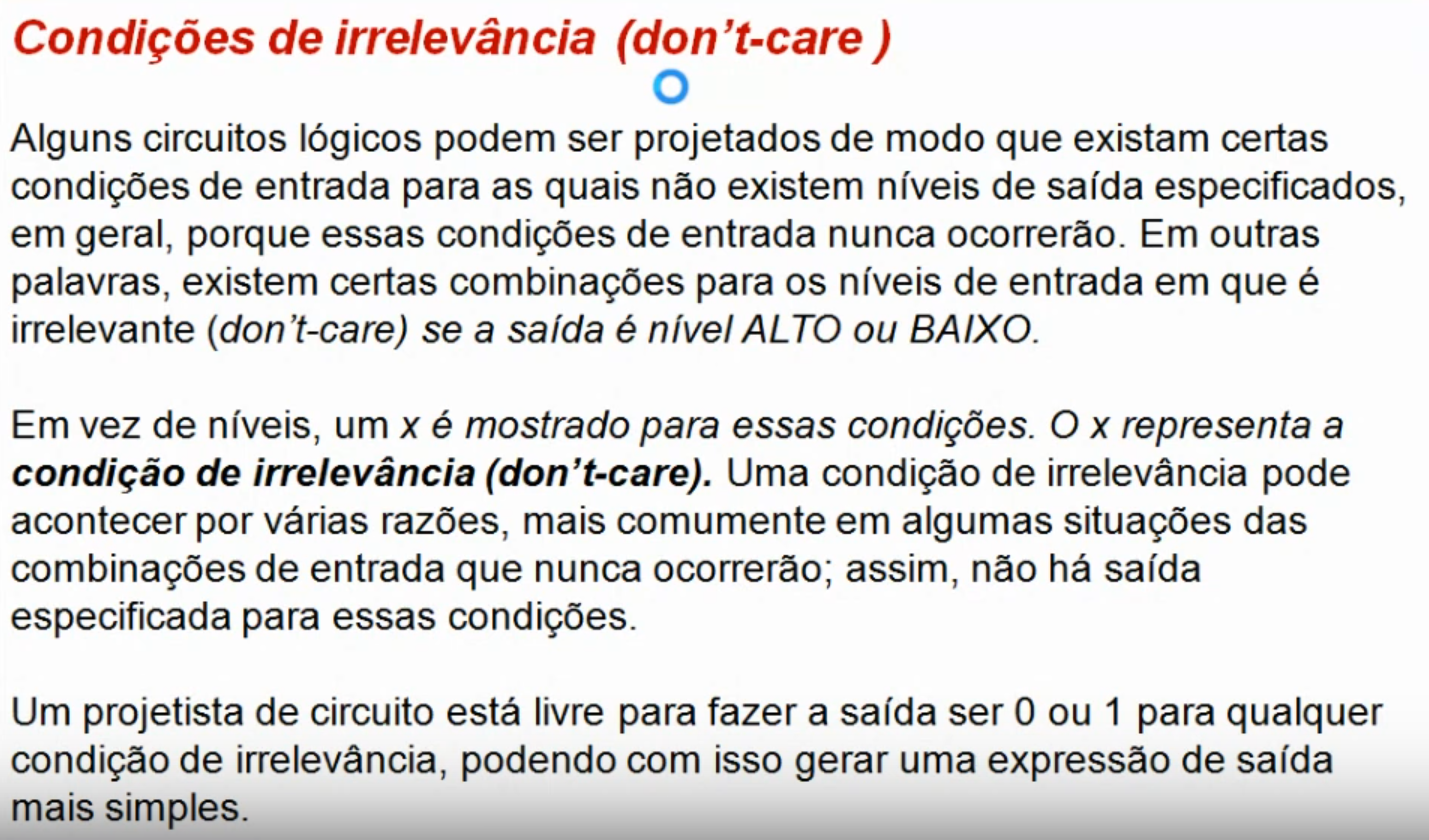 Condições de irrelevância (don't-care )
Alguns circuitos lógicos podem ser projetados de modo que existam certas
condições de entrada para as quais não existem níveis de saída especificados,
em geral, porque essas condições de entrada nunca ocorrerão. Em outras
palavras, existem certas combinações para os níveis de entrada em que é
irrelevante (don't-care) se a saída é nível ALTO ou BAIXO.
Em vez de níveis, um x é mostrado para essas condições. O x representa a
condição de irrelevância (don't-care). Uma condição de irrelevância pode
acontecer por várias razões, mais comumente em algumas situações das
combinações de entrada que nunca ocorrerão; assim, não há saída
especificada para essas condições.
Um projetista de circuito está livre para fazer a saída ser 0 ou 1 para qualquer
condição de irrelevância, podendo com isso gerar uma expressão de saída
mais simples.